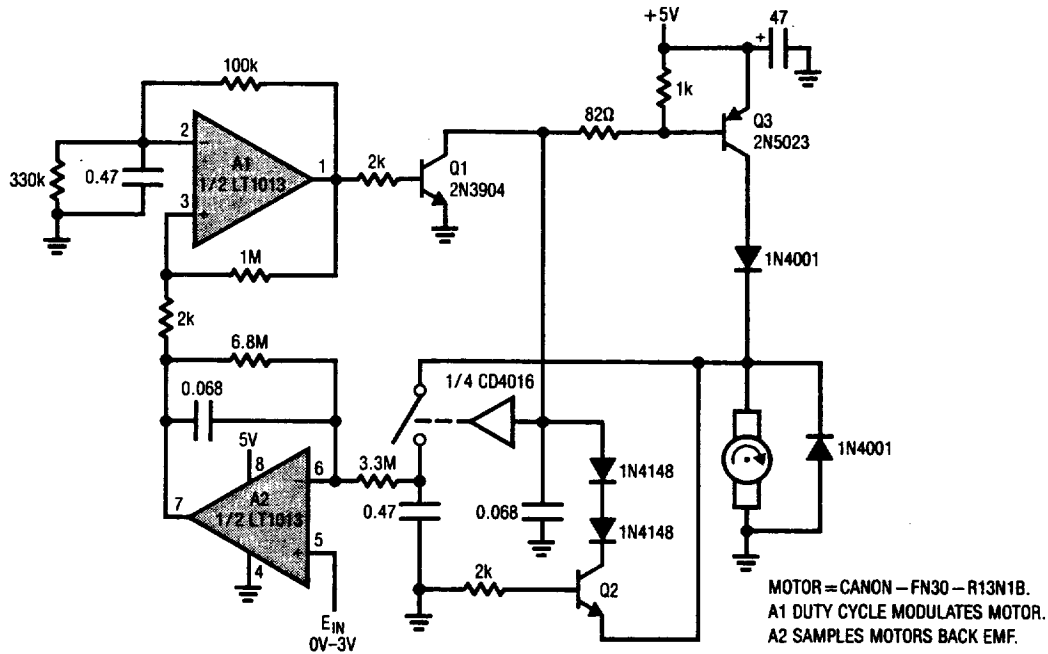 +5V
47
+
100k
1k
82Ω
Q3
2N5023
2
−
330k
0.47
A1
1/2 LT1013
1
2k
Q1
2N3904
3
+
1M
1N4001
2k
6.8M
1/4 CD4016
0.068
5V
8
1N4001
3.3M
1N4148
6
−
7
A2
1/2 LT1013
0.47
0.068
1N4148
5
+
4
2k
Q2
EIN
0V–3V
MOTOR = CANON – FN30 – R13N1B.
A1 DUTY CYCLE MODULATES MOTOR.
A2 SAMPLES MOTORS BACK EMF.